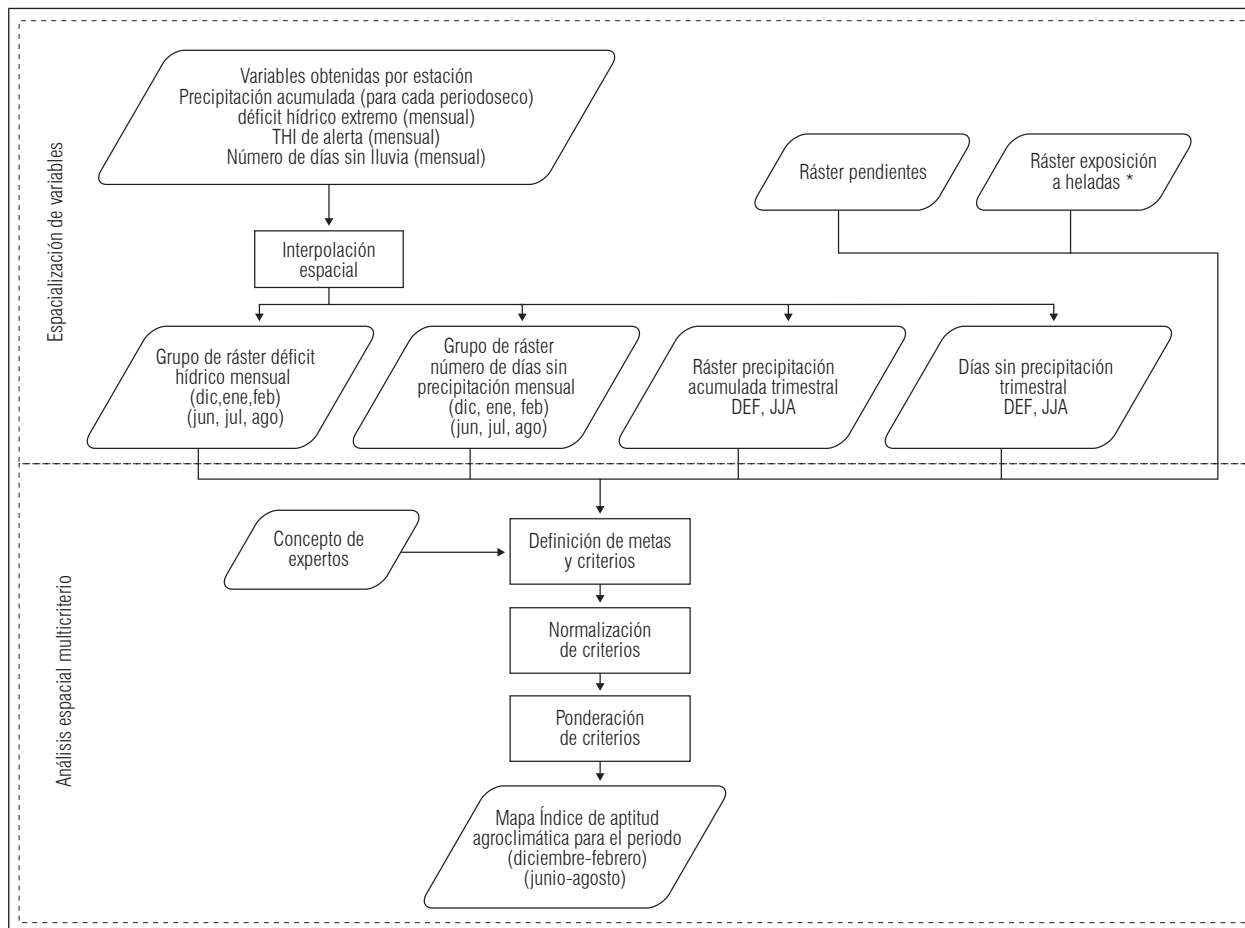 Espacialización de variables
Variables obtenidas por estación
Precipitación acumulada (para cada periodoseco)
déficit hídrico extremo (mensual)
THI de alerta (mensual)
Número de días sin lluvia (mensual)
Ráster pendientes
Ráster exposición
a heladas *
Interpolación
espacial
Grupo de ráster déficit
hídrico mensual
(dic,ene,feb)
(jun, jul, ago)
Grupo de ráster
número de días sin
precipitación mensual
(dic, ene, feb)
(jun, jul, ago)
Ráster precipitación
acumulada trimestral
DEF, JJA
Días sin precipitación
trimestral
DEF, JJA
Análisis espacial multicriterio
Concepto de
expertos
Definición de metas
y criterios
Normalización
de criterios
Ponderación
de criterios
Mapa Índice de aptitud
agroclimática para el periodo
(diciembre-febrero)
(junio-agosto)